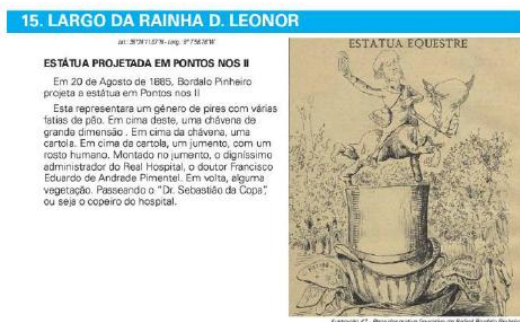 15. LARGO DA RAINHA D. LEONOR
ESTÁTUA PROJETADA EM PONTOS NOS II
Em 20 de Agosto de 1885, Bordalo Pinheiro
projeta a estátua em Pontos nos II
Esta representara um género de pires com várias
fatias de pão. Em cima deste, uma chávena de
grande dimensão . Em cima da chávena, uma
cartola. Em cima da cartola, um jumento, com um
rosto humano. Montado no jumento, o digníssimo
administrador do Real Hospital, o doutor Francisco
Eduardo de Andrade Pimentel. Em volta, alguma
vegetação. Passeando o "Dr. Sebastião da Copa",
ou seja o copeiro do hospital.
ESTATUA EQUESTRE